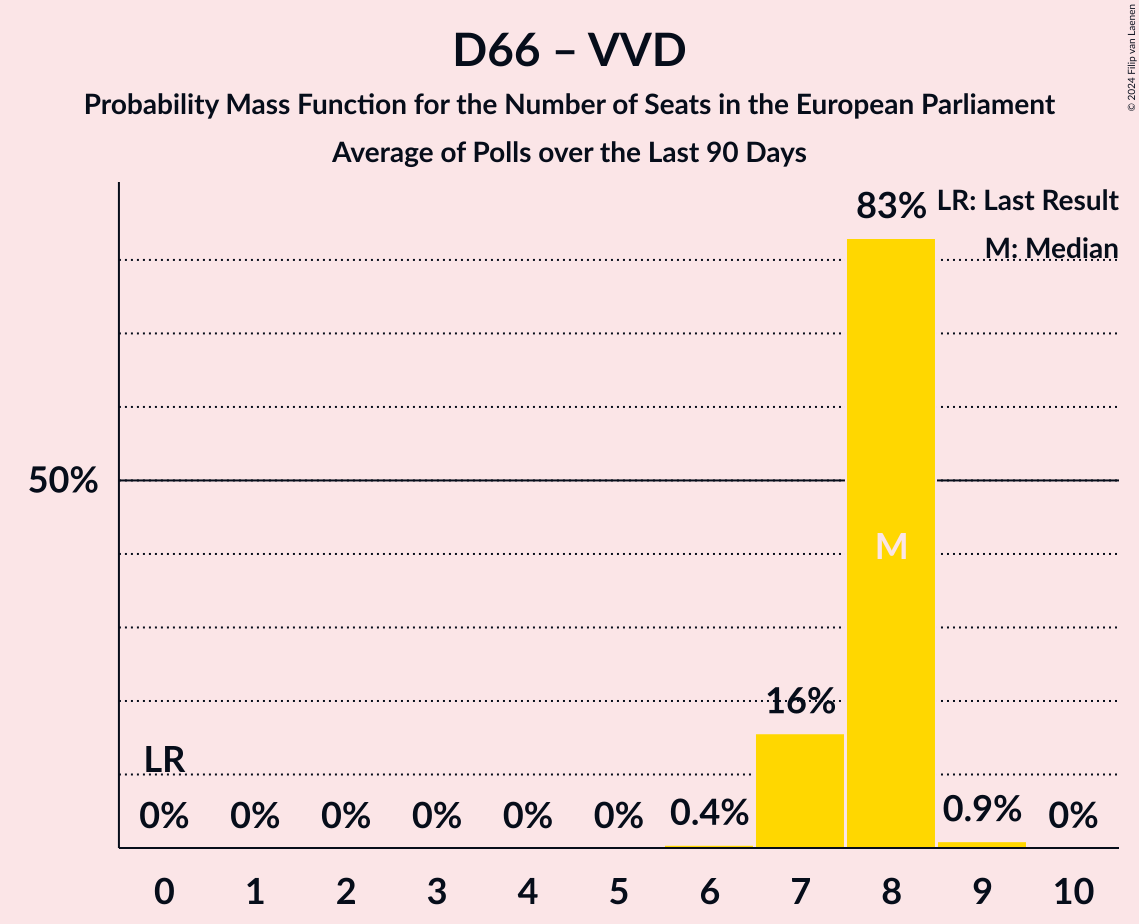 D66 – VVD
Probability Mass Function for the Number of Seats in the European Parliament
Average of Polls over the Last 90 Days
© 2024 Filip van Laenen
83%
LR: Last Result
M: Median
50%
M
16%
LR
0% 0% 0% 0% 0% 0% 0.4% 0.9% 0%
0 1 2 3 4 5 6 7 8 9 10